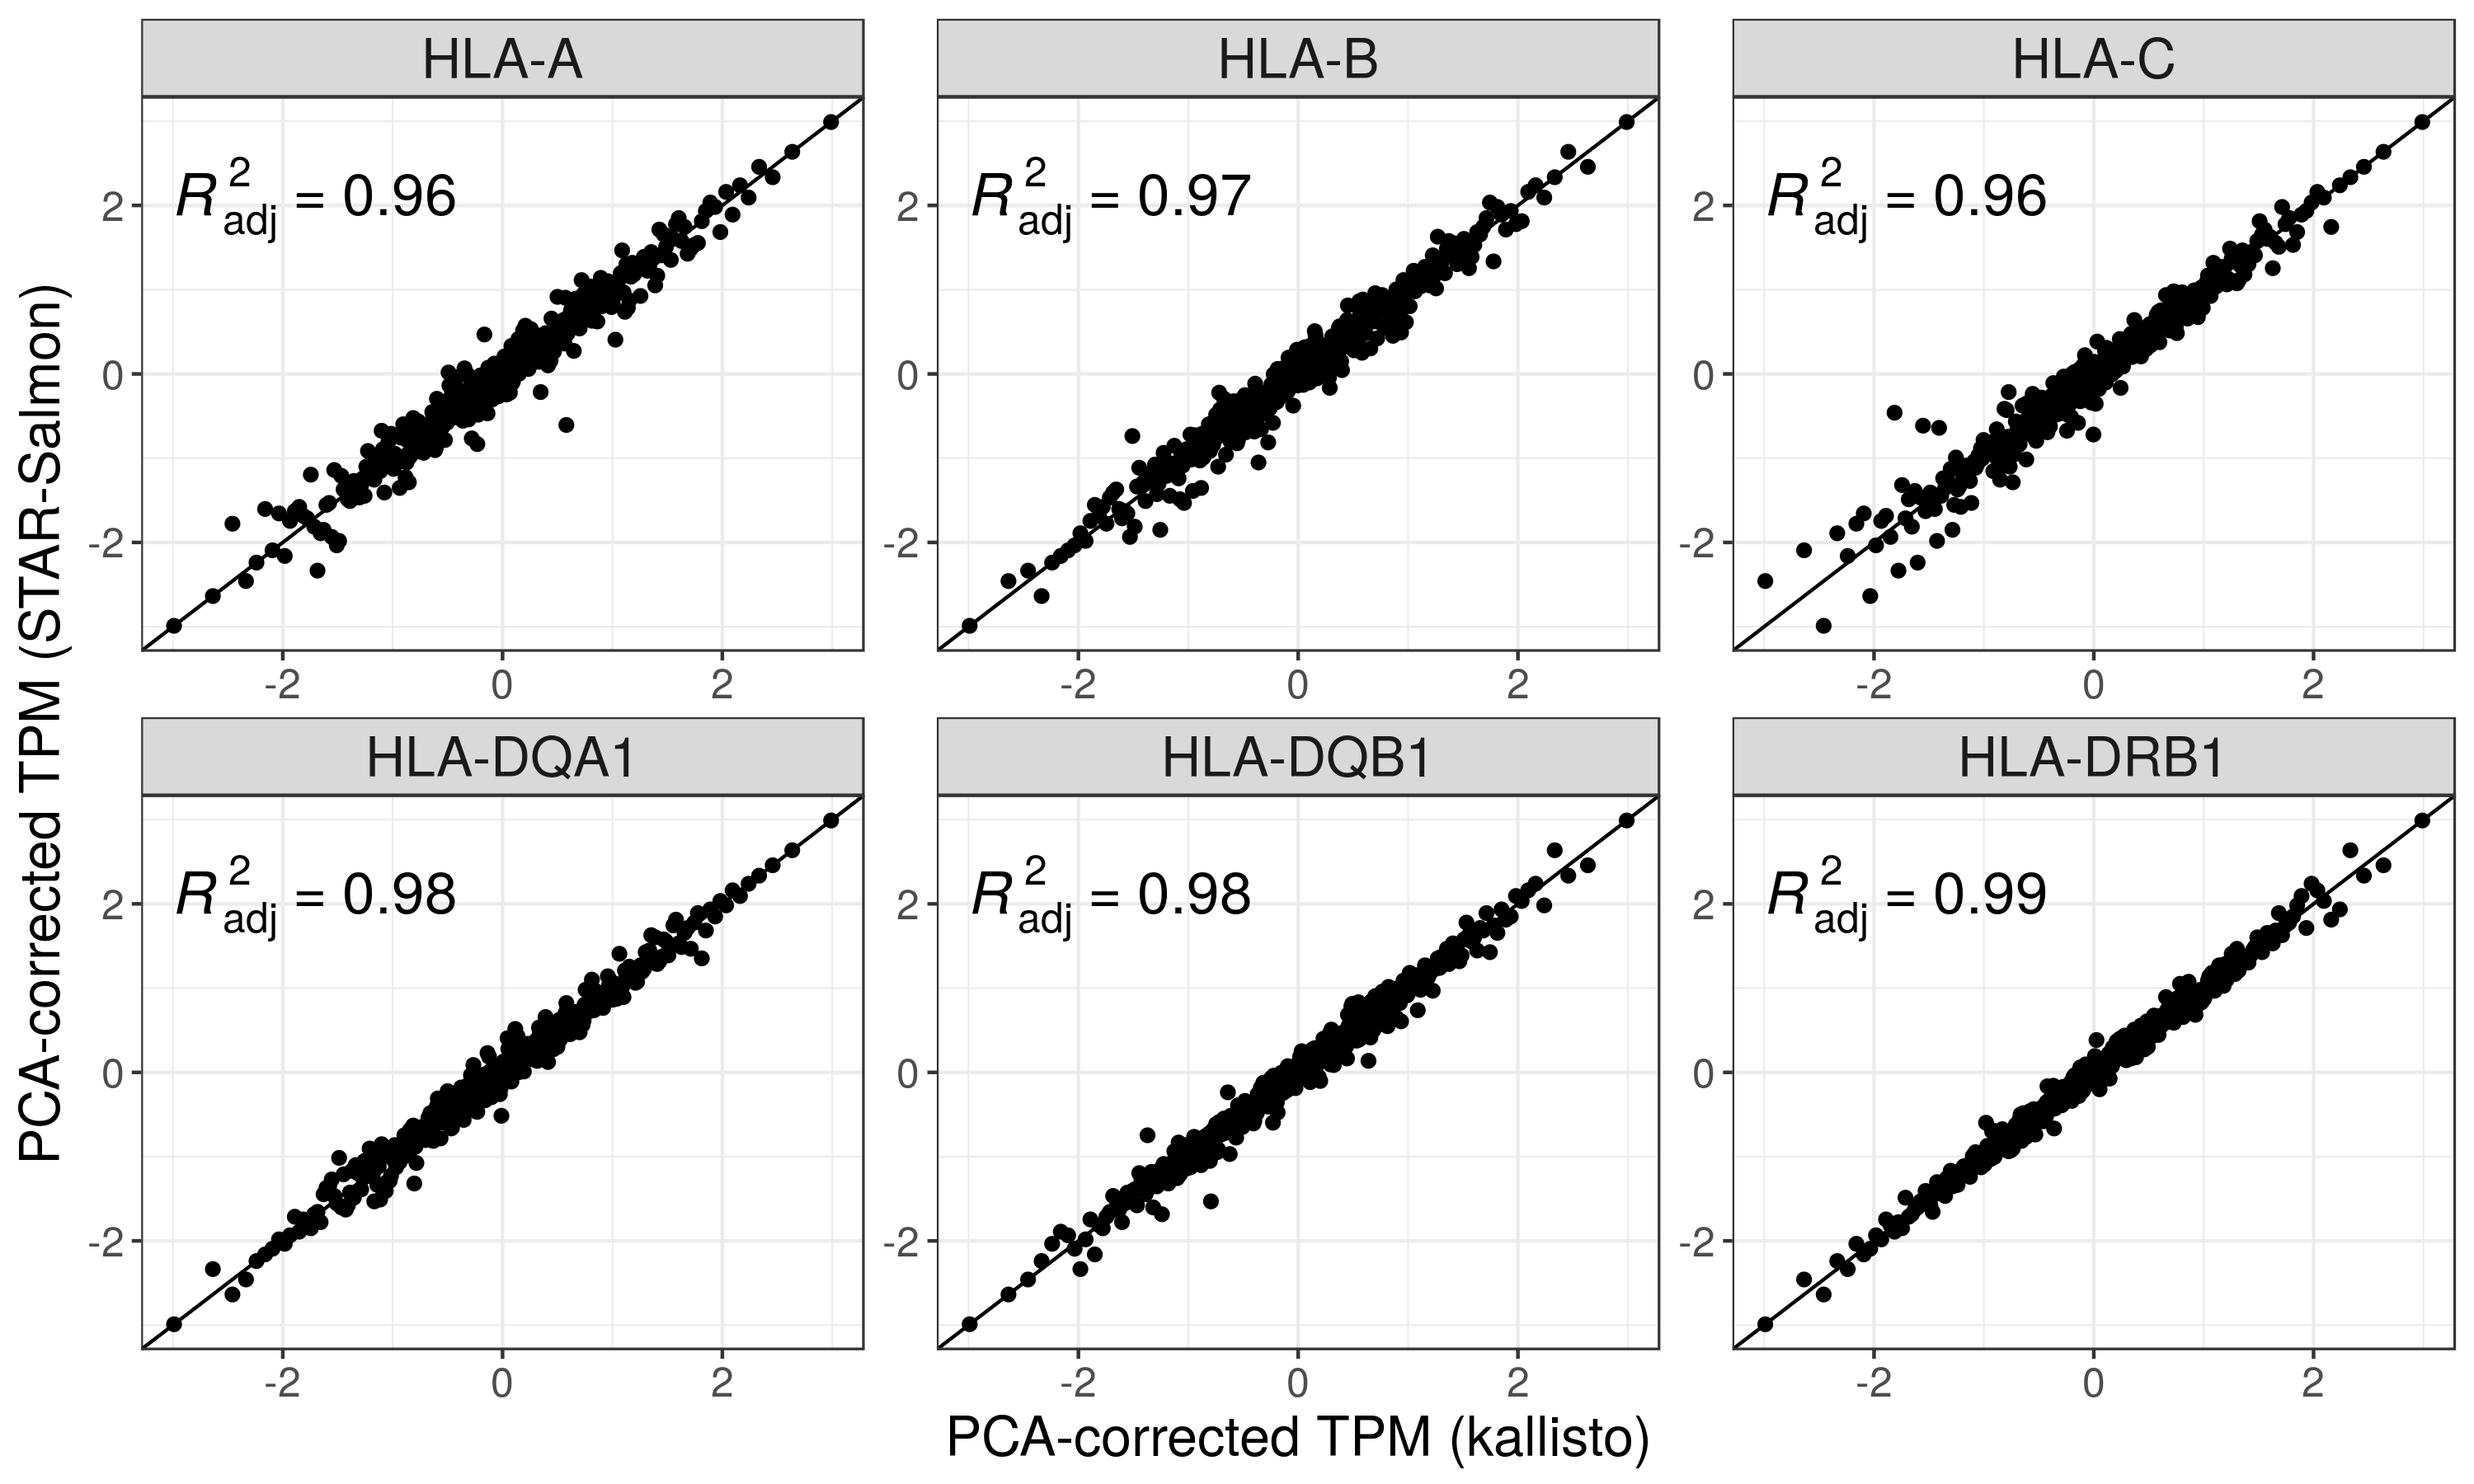 HLA-A HLA-B HLA-C
R²adj = 0.96 R²adj = 0.97 R²adj = 0.96
2 2 2
0 0 0
-2 -2 -2
-2 0 2 -2 0 2 -2 0 2
PCA-corrected TPM (STAR-Salmon)
HLA-DQA1 HLA-DQB1 HLA-DRB1
R²adj = 0.98 R²adj = 0.98 R²adj = 0.99
2 2 2
0 0 0
-2 -2 -2
-2 0 2 -2 0 2 -2 0 2
PCA-corrected TPM (kallisto)